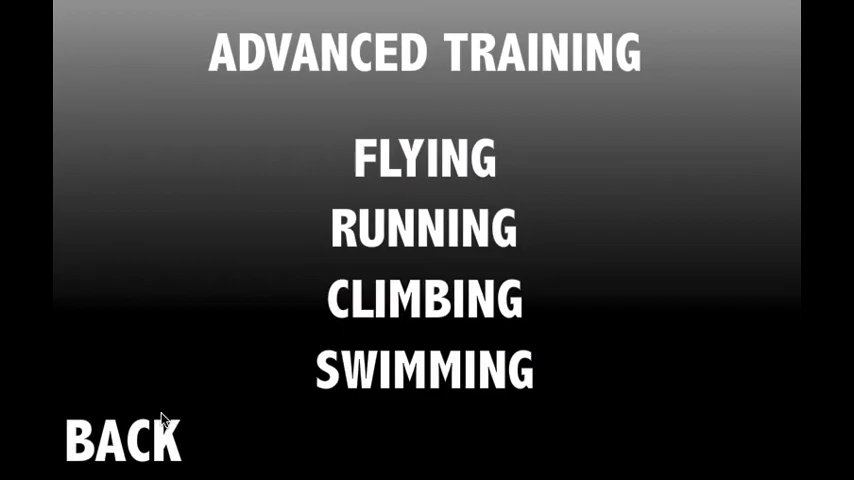 ADVANCED TRAINING
FLYING
RUNNING
CLIMBING
SWIMMING
BACK